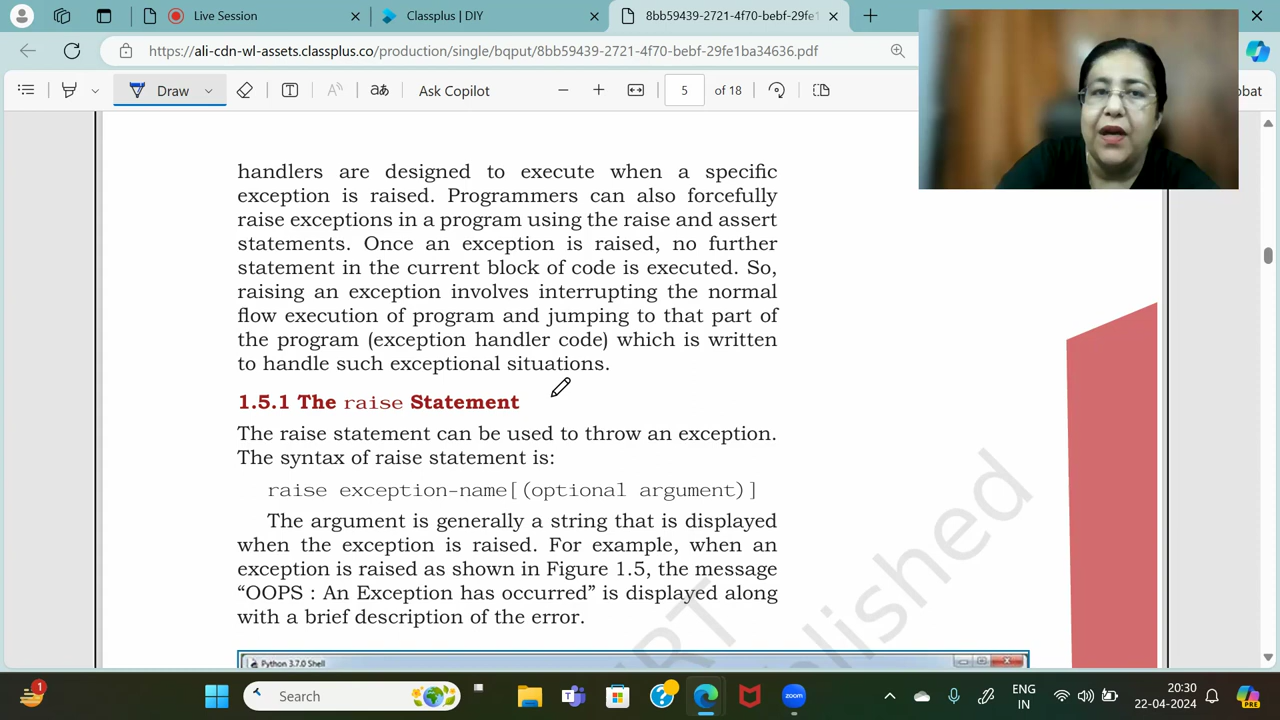 Live Session
Classplus | DIY
8bb59439-2721-4f70-bebf-29fe1
https://ali-cdn-wl-assets.classplus.co/production/single/bqput/8bb59439-2721-4f70-bebf-29fe1ba34636.pdf
Draw
aあ
Ask Copilot
5
of 18
bat
handlers are designed to execute when a specific
exception is raised. Programmers can also forcefully
raise exceptions in a program using the raise and assert
statements. Once an exception is raised, no further
statement in the current block of code is executed. So,
raising an exception involves interrupting the normal
flow execution of program and jumping to that part of
the program (exception handler code) which is written
to handle such exceptional situations.
1.5.1 The raise Statement
The raise statement can be used to throw an exception.
The syntax of raise statement is:
raise exception-name[(optional argument)]
The argument is generally a string that is displayed
when the exception is raised. For example, when an
exception is raised as shown in Figure 1.5, the message
“OOPS : An Exception has occurred” is displayed along
with a brief description of the error.
Python 3.7.0 Shell
1
Search
zoom
ENG
IN
20:30
22-04-2024
PRE